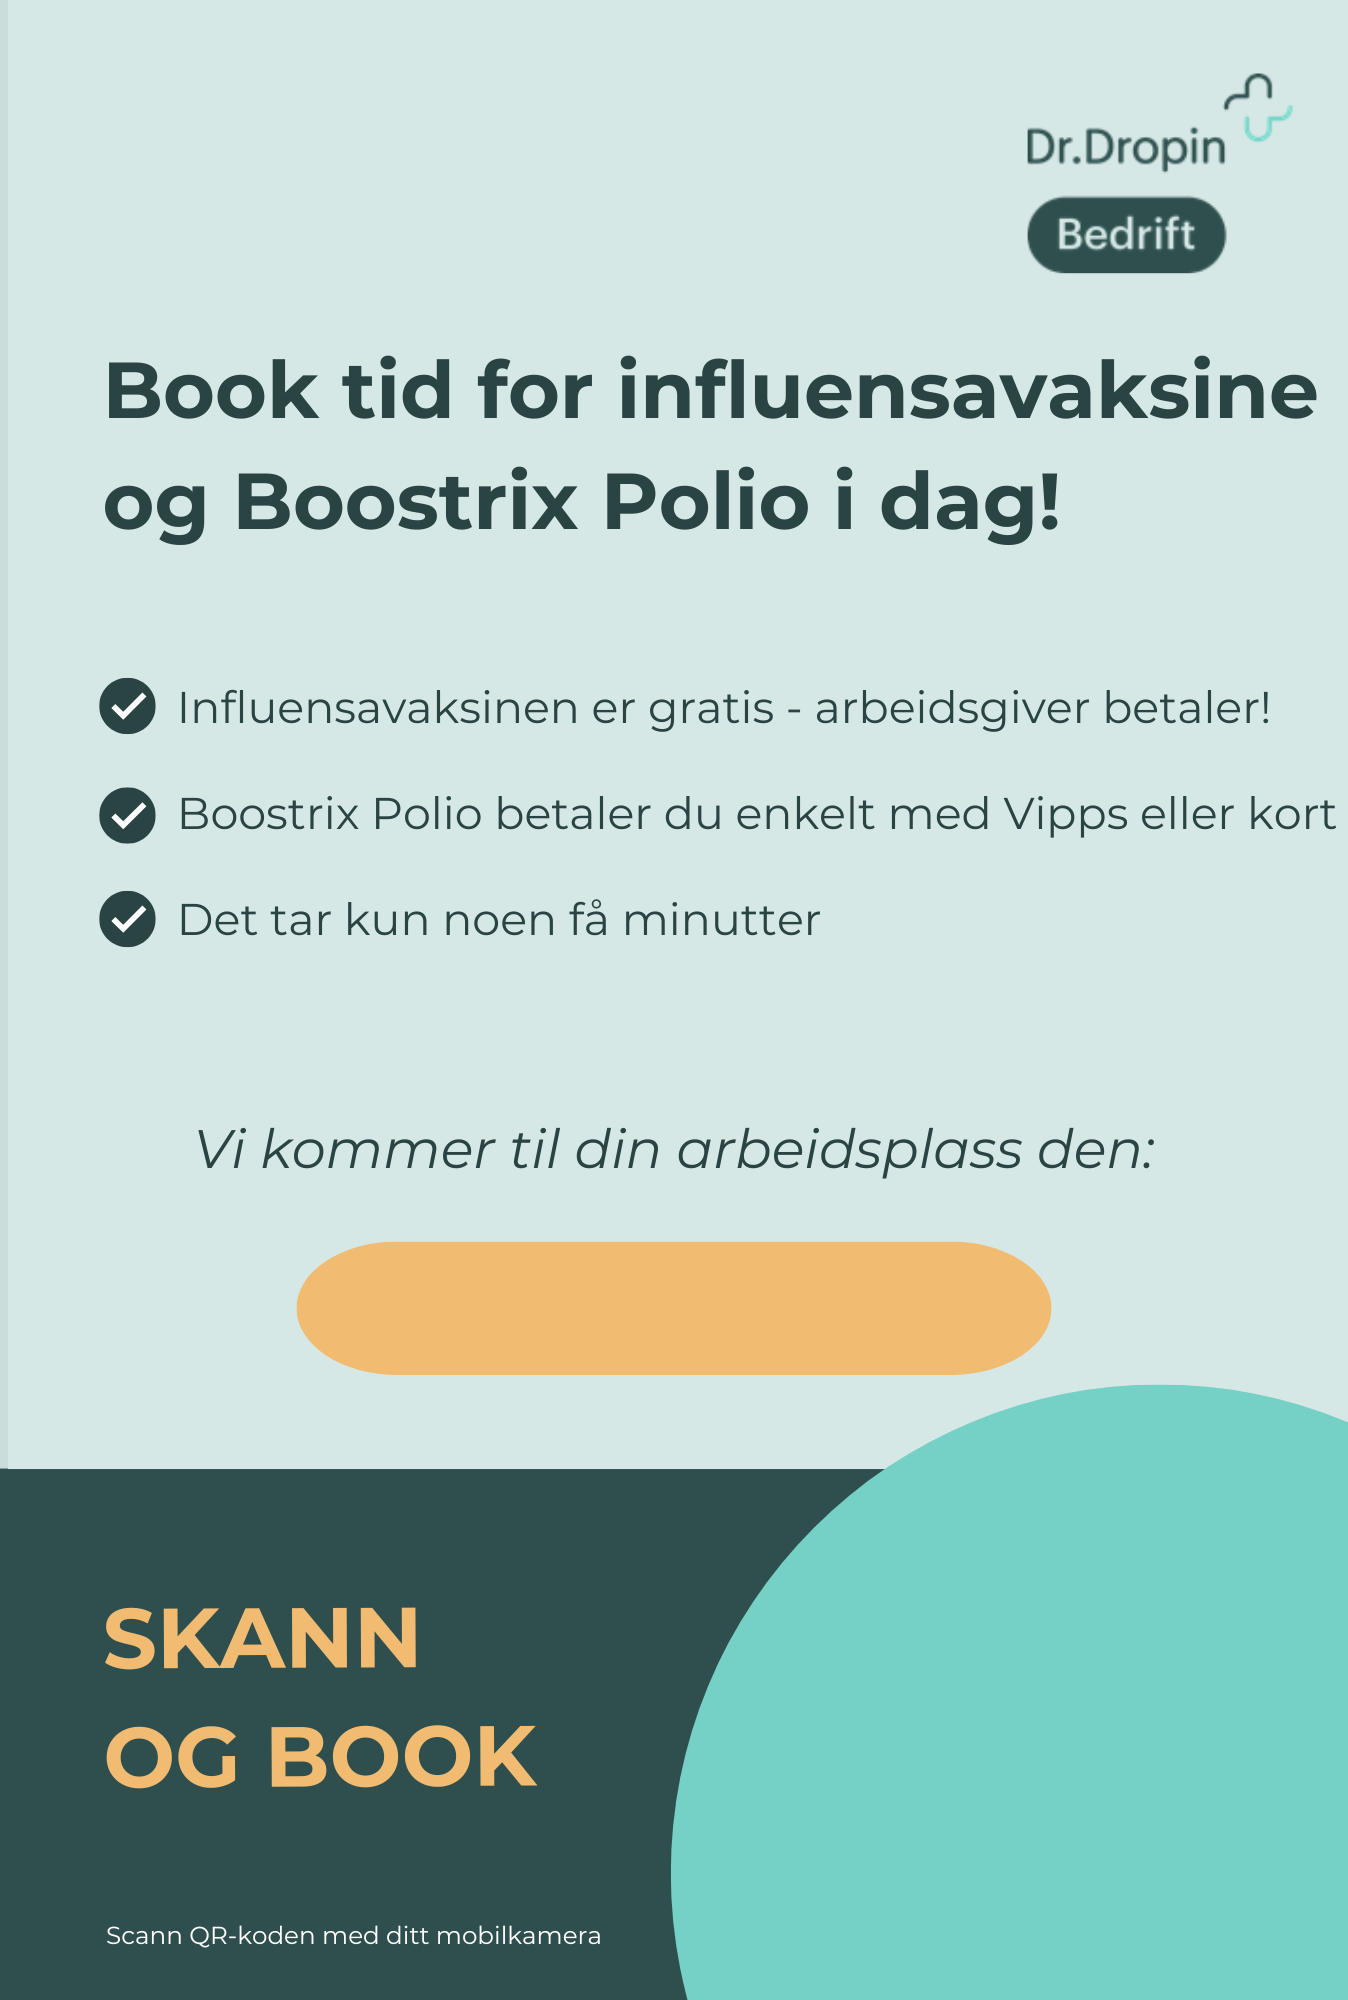 Dr.Dropin
Bedrift
Book tid for influensavaksine
og Boostrix Polio i dag!
Influensavaksinen er gratis - arbeidsgiver betaler!
Boostrix Polio betaler du enkelt med Vipps eller kort
Det tar kun noen få minutter
Vi kommer til din arbeidsplass den:
SKANN
OG BOOK
Scann QR-koden med ditt mobilkamera